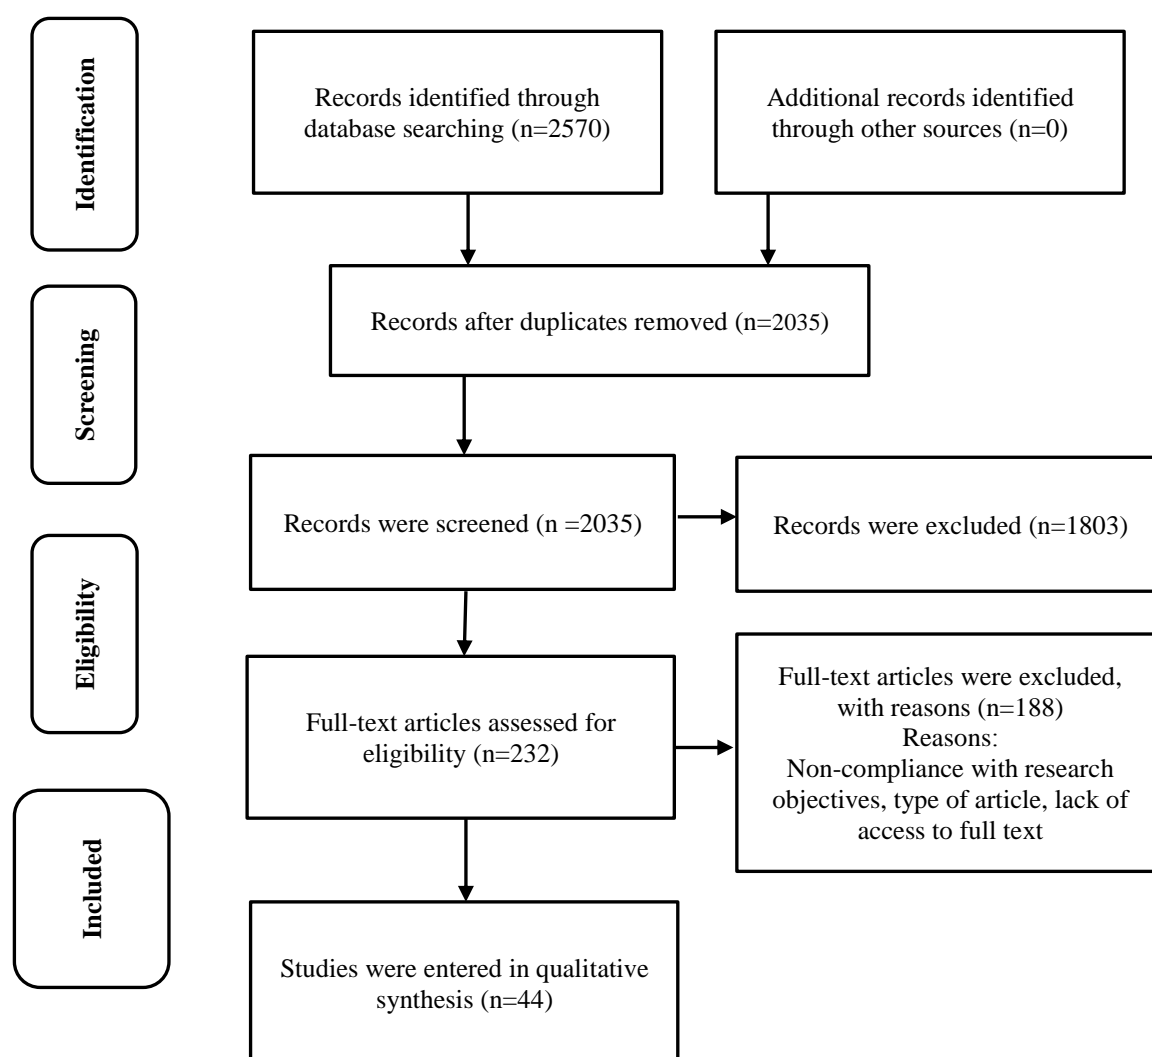 Identification
Records identified through
database searching (n=2570)
Additional records identified
through other sources (n=0)
Records after duplicates removed (n=2035)
Screening
Records were screened (n =2035)
Records were excluded (n=1803)
Eligibility
Full-text articles assessed for
eligibility (n=232)
Full-text articles were excluded,
with reasons (n=188)
Reasons:
Non-compliance with research
objectives, type of article, lack of
access to full text
Included
Studies were entered in qualitative
synthesis (n=44)